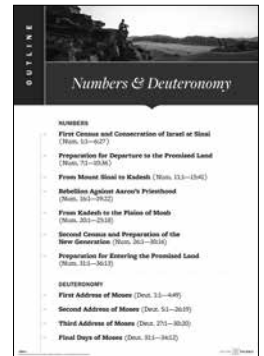 OUTLINE
Numbers & Deuteronomy
NUMBERS
First Census and Consecration of Israel at Sinai
(Num. 1:1—6:27)
Preparation for Departure to the Promised Land
(Num. 7:1—10:36)
From Mount Sinai to Kadesh (Num. 11:1—15:41)
Rebellion Against Aaron's Priesthood
(Num. 16:1—19:22)
From Kadesh to the Plains of Moab
(Num. 20:1—25:18)
Second Census and Preparation of the
New Generation (Num. 26:1—30:16)
Preparation for Entering the Promised Land
(Num. 31:1—36:13)
DEUTERONOMY
First Address of Moses (Deut. 1:1—4:49)
Second Address of Moses (Deut. 5:1—26:19)
Third Address of Moses (Deut. 27:1—30:20)
Final Days of Moses (Deut. 31:1—34:12)